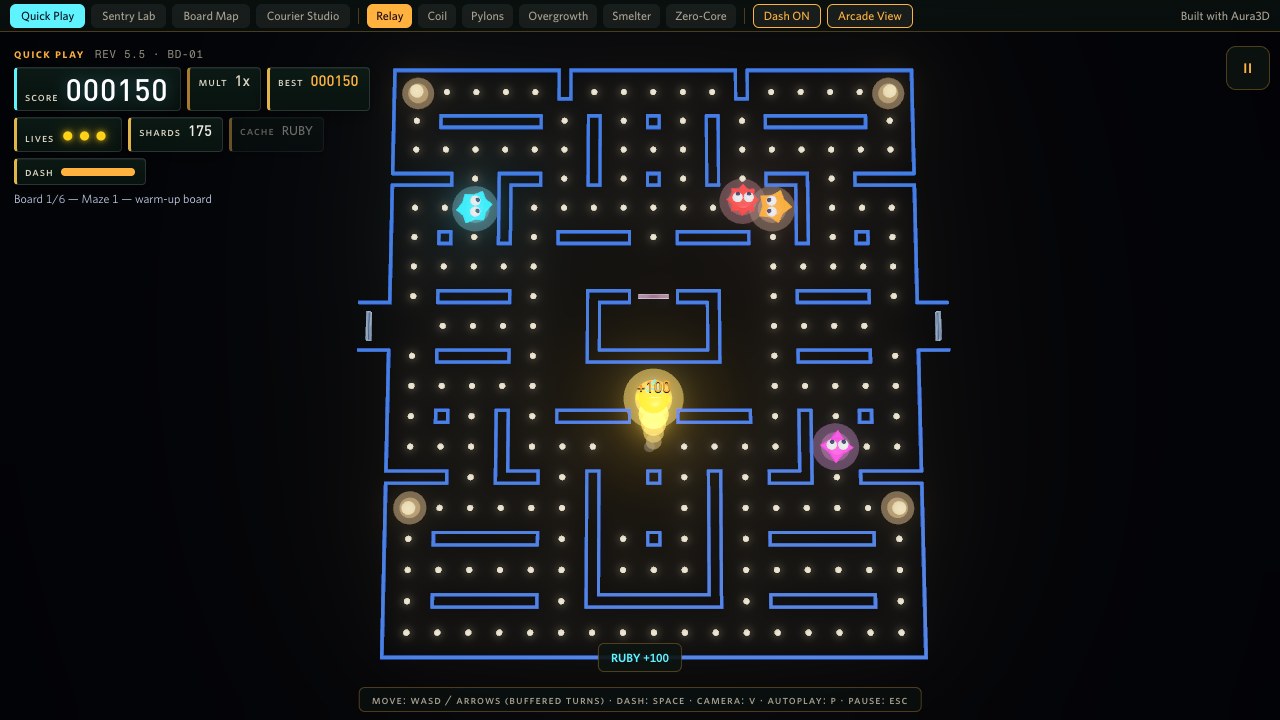 Quick Play Sentry Lab Board Map Courier Studio Relay Coil Pylons Overgrowth Smelter Zero-Core Dash ON Arcade View Built with Aura3D
QUICK PLAY REV 5.5 · BD-01
SCORE 000150 MULT 1x BEST 000150
LIVES SHARDS 175 CACHE RUBY
DASH
Board 1/6 — Maze 1 — warm-up board
+100
RUBY +100
MOVE: WASD / ARROWS (BUFFERED TURNS) · DASH: SPACE · CAMERA: V · AUTOPLAY: P · PAUSE: ESC